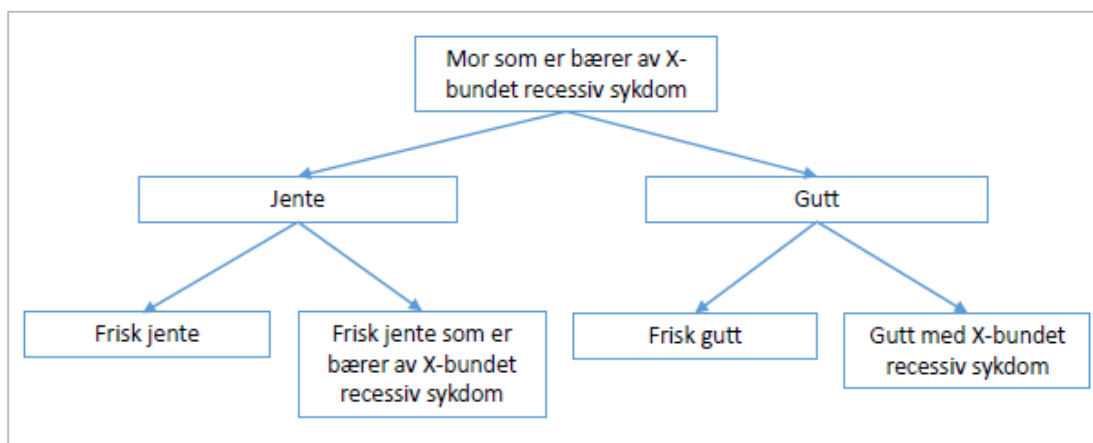 Mor som er bærer av X-
bundet recessiv sykdom
Jente
Gutt
Frisk jente
Frisk jente som er
bærer av X-bundet
recessiv sykdom
Frisk gutt
Gutt med X-bundet
recessiv sykdom